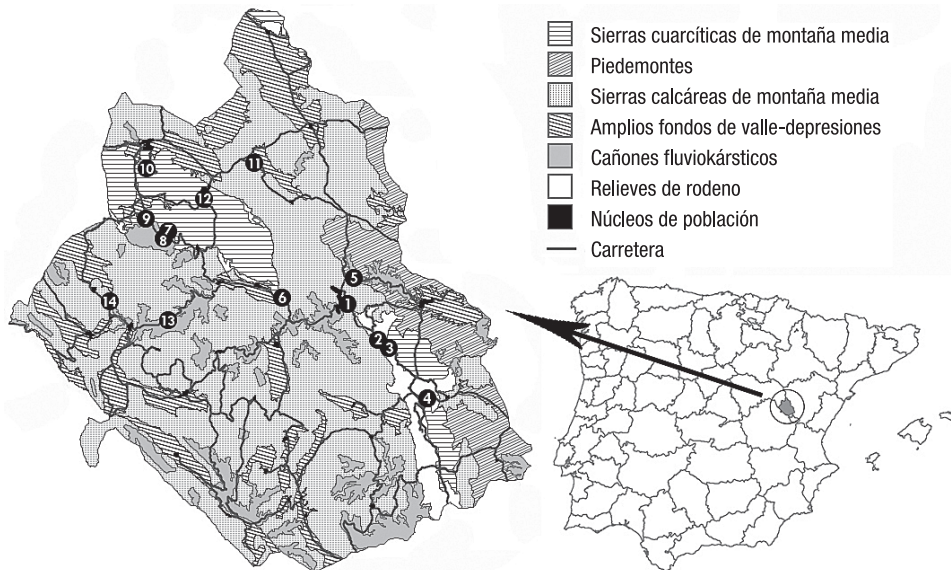 Sierras cuarcíticas de montaña media
Piedemontes
Sierras calcáreas de montaña media
Amplios fondos de valle-depresiones
Cañones fluviokársticos
Relieves de rodeno
Núcleos de población
Carretera
10
11
12
9
7
8
5
6
14
1
13
2
3
4